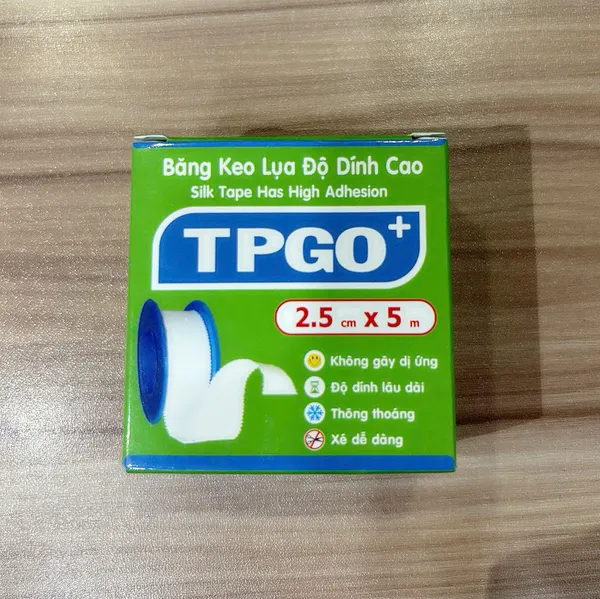 Băng Keo Lụa Độ Dính Cao
Silk Tape Has High Adhesion
TPGO+
2.5 cm x 5 m
Không gây dị ứng
Độ dính lâu dài
Thông thoáng
Xé dễ dàng